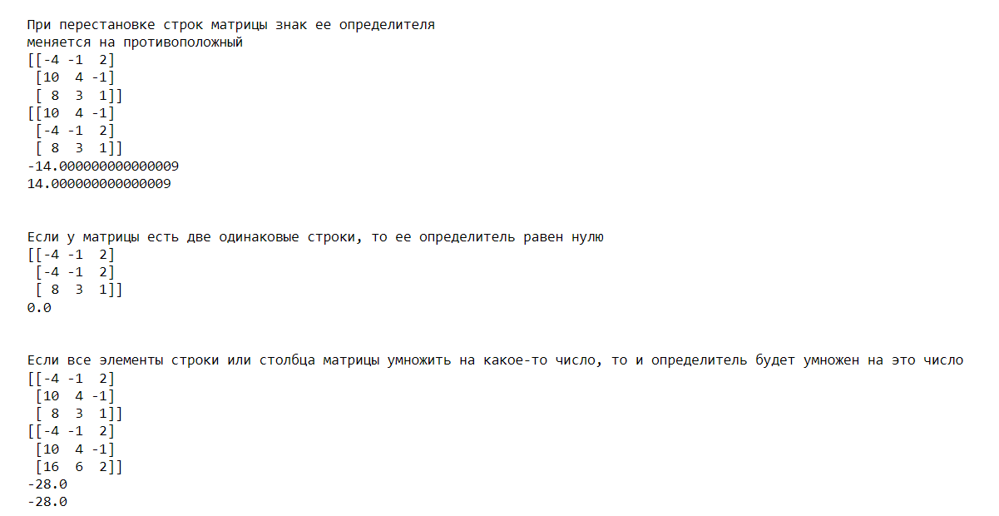 При перестановке строк матрицы знак ее определителя
меняется на противоположный
[[-4 -1  2]
 [10  4 -1]
 [ 8  3  1]]
[[10  4 -1]
 [-4 -1  2]
 [ 8  3  1]]
-14.000000000000009
14.000000000000009
Если у матрицы есть две одинаковые строки, то ее определитель равен нулю
[[-4 -1  2]
 [-4 -1  2]
 [ 8  3  1]]
0.0
Если все элементы строки или столбца матрицы умножить на какое-то число, то и определитель будет умножен на это число
[[-4 -1  2]
 [10  4 -1]
 [ 8  3  1]]
[[-4 -1  2]
 [10  4 -1]
 [16  6  2]]
-28.0
-28.0